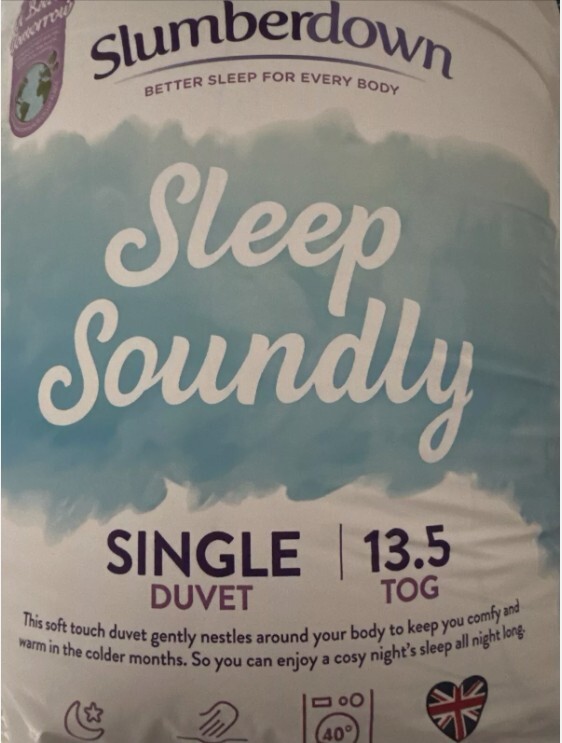 Slumberdown
BETTER SLEEP FOR EVERY BODY
Sleep
Soundly
SINGLE
DUVET
13.5
TOG
This soft touch duvet gently nestles around your body to keep you comfy and
warm in the colder months. So you can enjoy a cosy night's sleep all night long.
40°